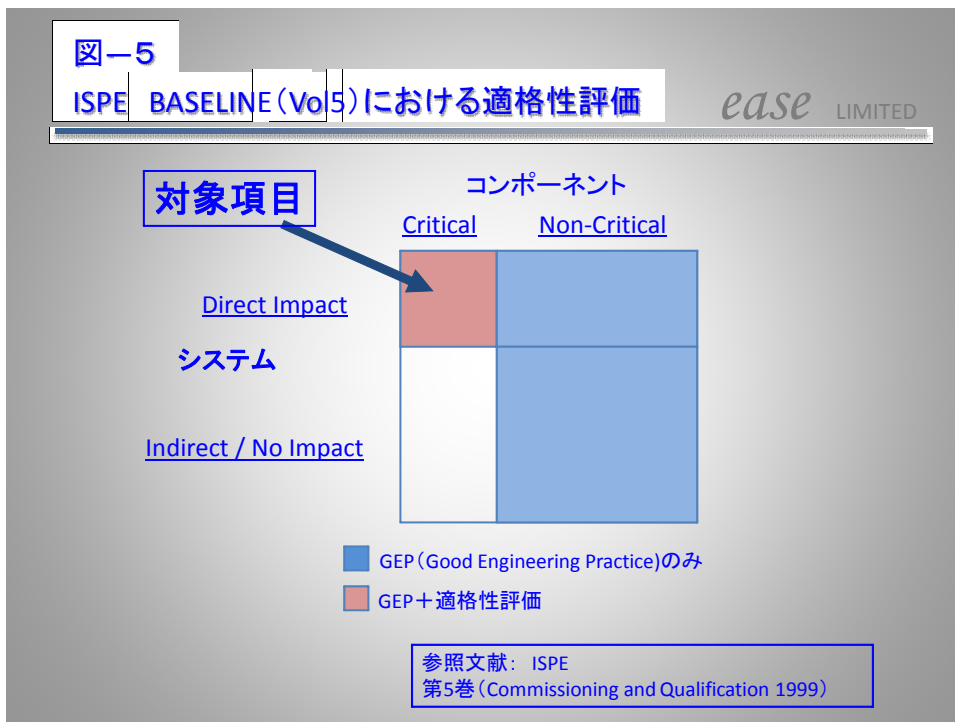 図ー５
ISPE　BASELINE（Vol5）における適格性評価
ease LIMITED
対象項目
コンポーネント
Critical
Non-Critical
Direct Impact
システム
Indirect / No Impact
GEP（Good Engineering Practice)のみ
GEP＋適格性評価
参照文献：　ISPE
第5巻（Commissioning and Qualification 1999）